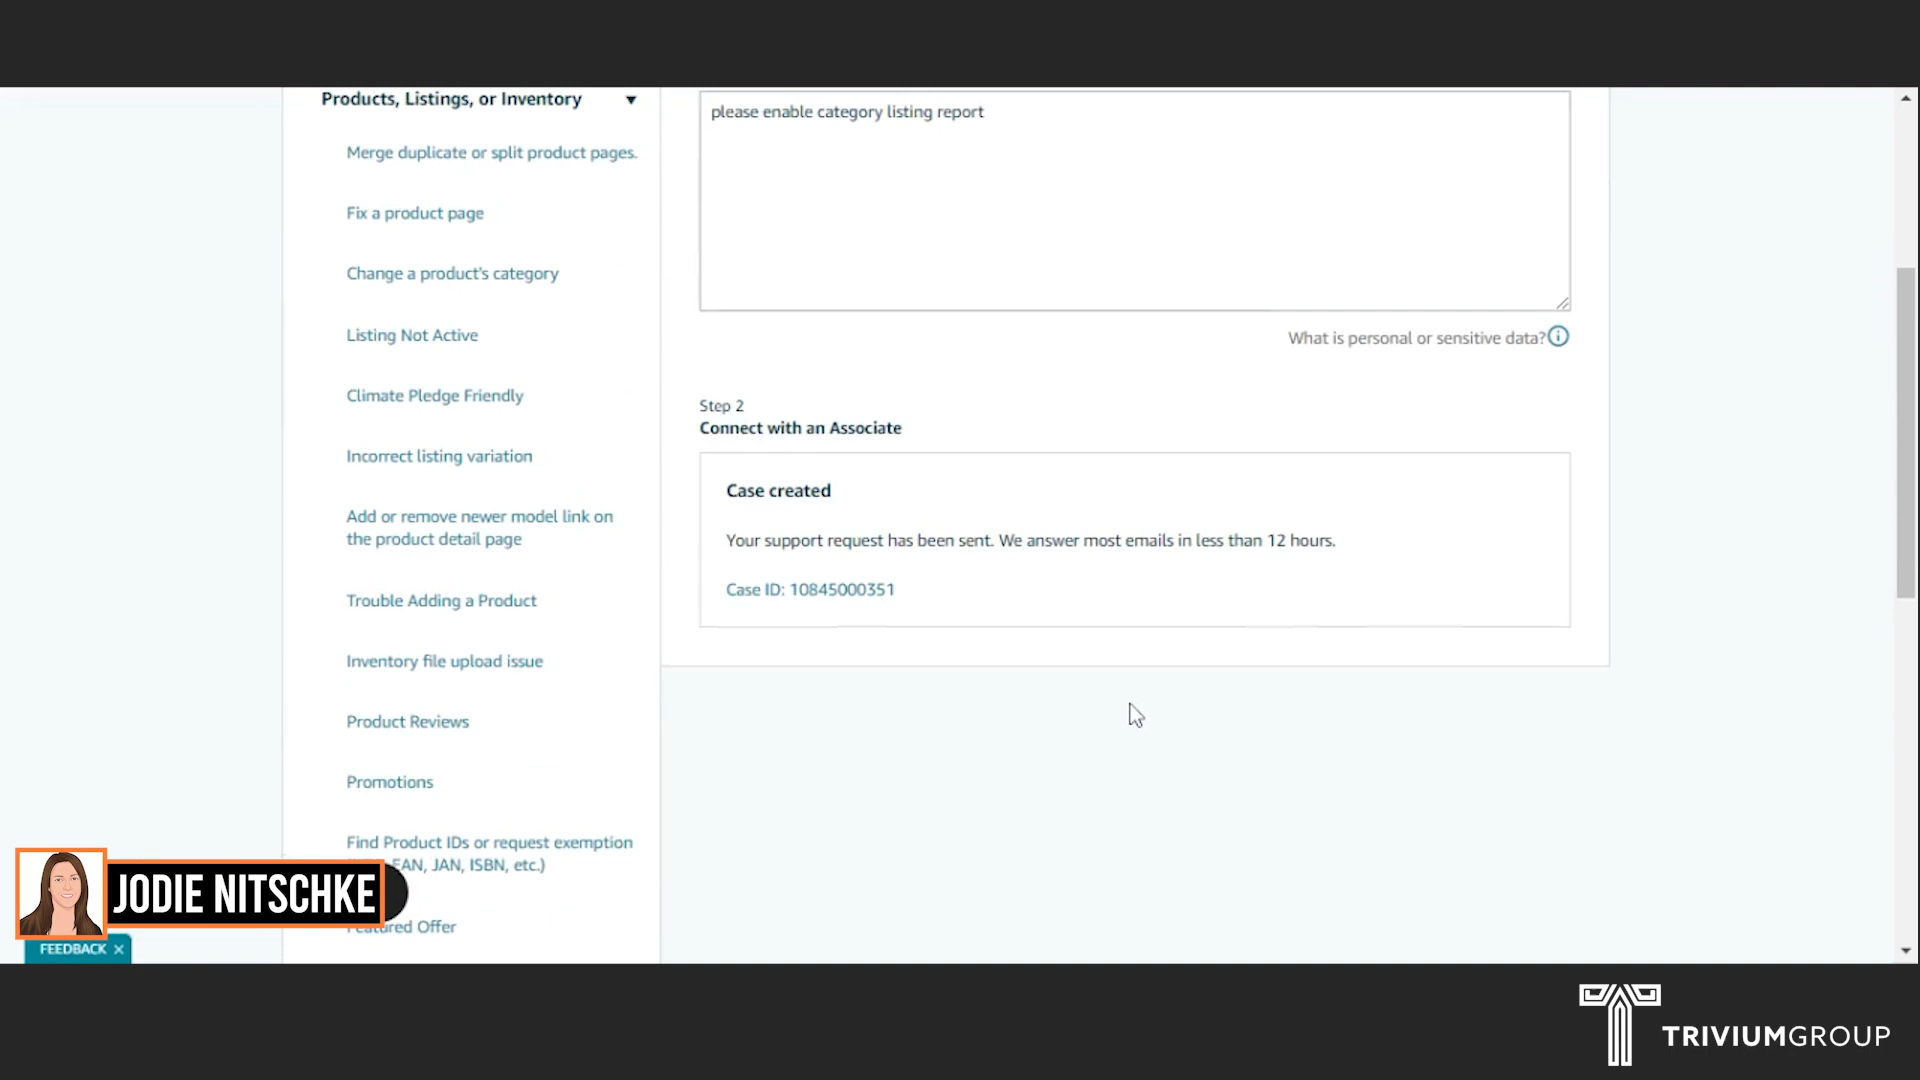 Products, Listings, or Inventory ▼
Merge duplicate or split product pages.
Fix a product page
Change a product's category
Listing Not Active
Climate Pledge Friendly
Incorrect listing variation
Add or remove newer model link on
the product detail page
Trouble Adding a Product
Inventory file upload issue
Product Reviews
Promotions
Find Product IDs or request exemption
EAN, JAN, ISBN, etc.)
Featured Offer
please enable category listing report
What is personal or sensitive data?
Step 2
Connect with an Associate
Case created
Your support request has been sent. We answer most emails in less than 12 hours.
Case ID: 10845000351
JODIE NITSCHKE
FEEDBACK ×
TRIVIUMGROUP